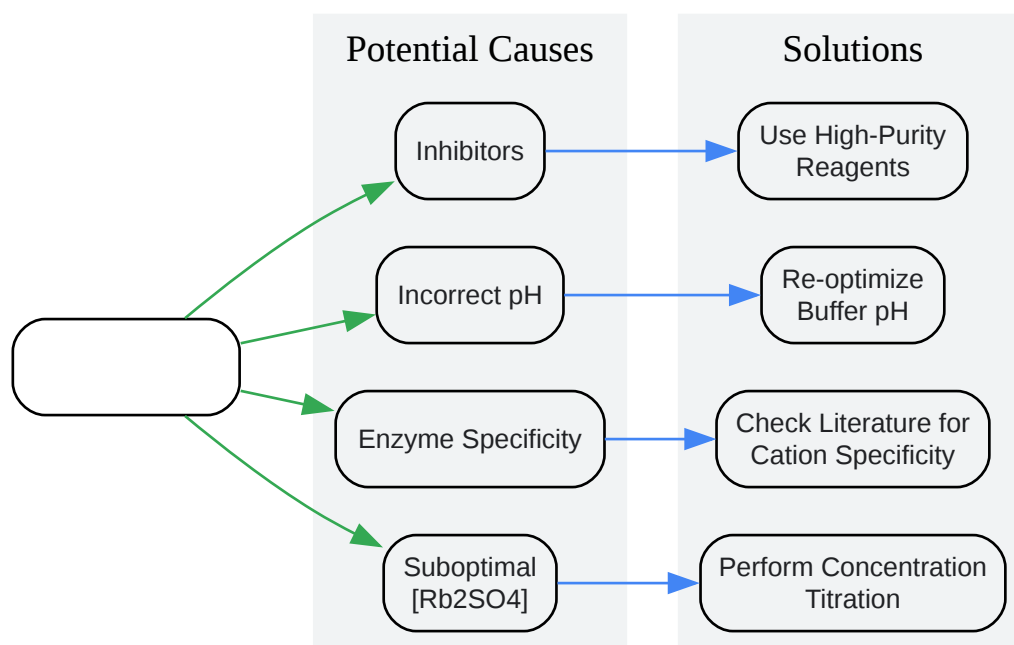 Potential Causes
Solutions
Inhibitors
Use High-Purity
Reagents
Incorrect pH
Re-optimize
Buffer pH
Enzyme Specificity
Check Literature for
Cation Specificity
Suboptimal
[Rb2SO4]
Perform Concentration
Titration